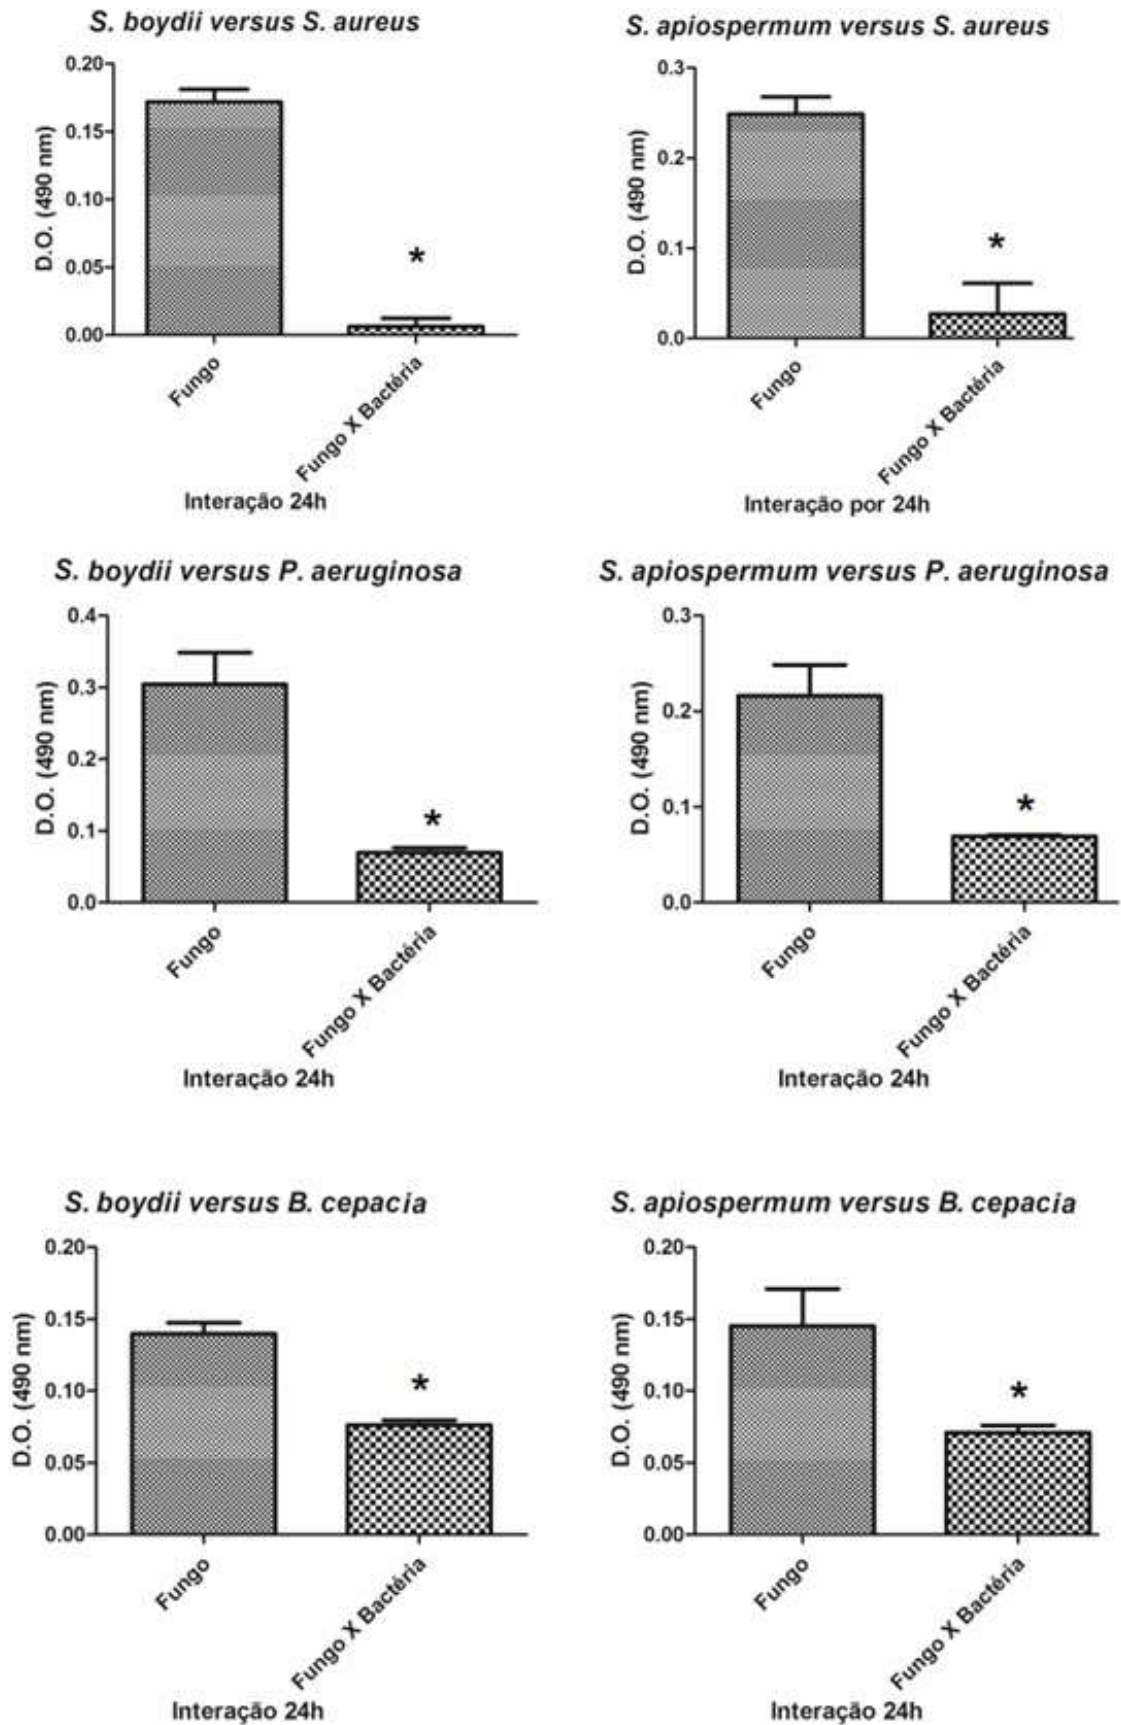 S. boydii versus S. aureus
D.O. (490 nm)
0.20
0.15
0.10
0.05
0.00
*
Fungo
Fungo X Bactéria
Interação 24h
S. apiospermum versus S. aureus
D.O. (490 nm)
0.3
0.2
0.1
0.0
*
Fungo
Fungo X Bactéria
Interação por 24h
S. boydii versus P. aeruginosa
D.O. (490 nm)
0.4
0.3
0.2
0.1
0.0
*
Fungo
Fungo X Bactéria
Interação 24h
S. apiospermum versus P. aeruginosa
D.O. (490 nm)
0.3
0.2
0.1
0.0
*
Fungo
Fungo X Bactéria
Interação 24h
S. boydii versus B. cepacia
D.O. (490 nm)
0.20
0.15
0.10
0.05
0.00
*
Fungo
Fungo X Bactéria
Interação 24h
S. apiospermum versus B. cepacia
D.O. (490 nm)
0.20
0.15
0.10
0.05
0.00
*
Fungo
Fungo X Bactéria
Interação 24h